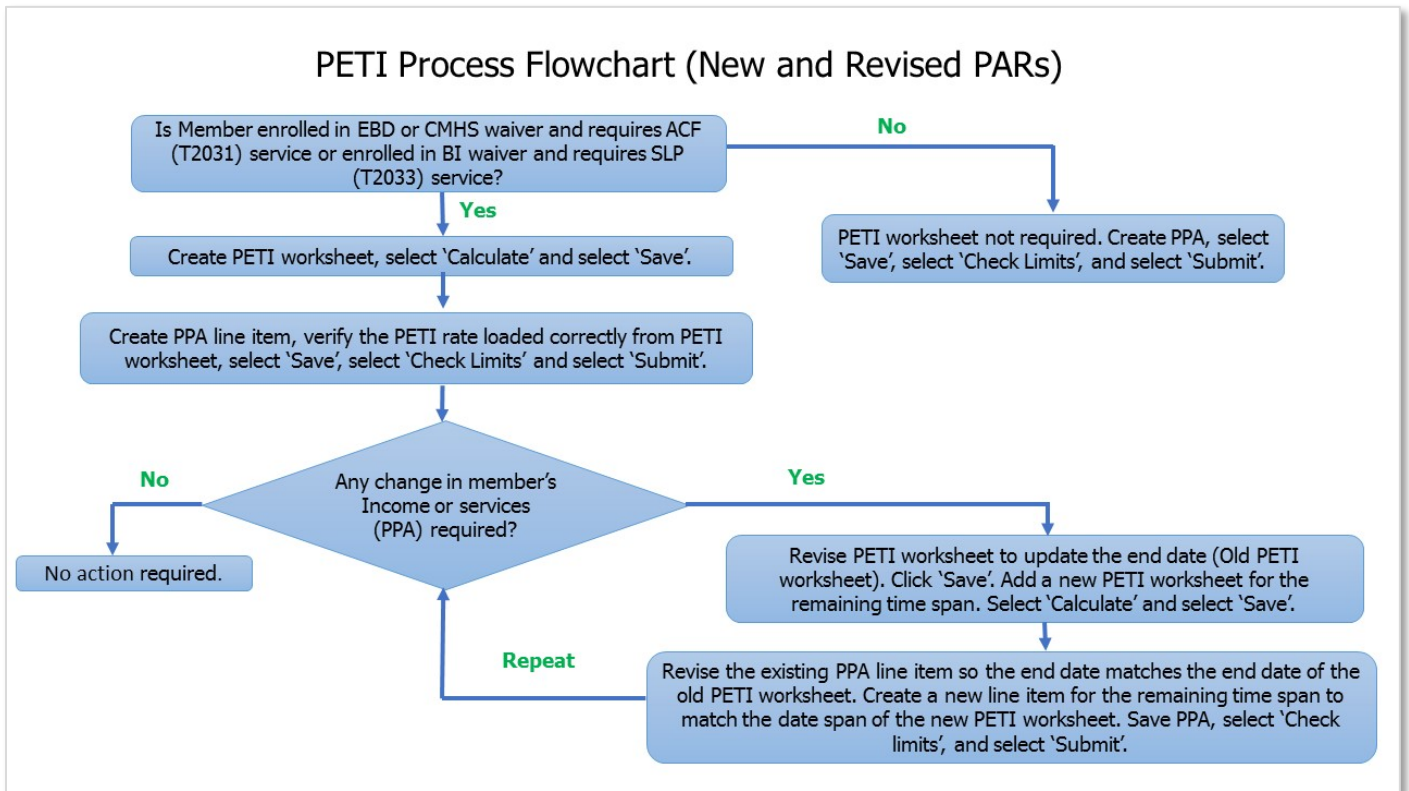 PETI Process Flowchart (New and Revised PARs)
Is Member enrolled in EBD or CMHS waiver and requires ACF
(T2031) service or enrolled in BI waiver and requires SLP
(T2033) service?
No
Yes
PETI worksheet not required. Create PPA, select
‘Save’, select ‘Check Limits’, and select ‘Submit’.
Create PETI worksheet, select ‘Calculate’ and select ‘Save’.
Create PPA line item, verify the PETI rate loaded correctly from PETI
worksheet, select ‘Save’, select ‘Check Limits’ and select ‘Submit’.
Any change in member’s
Income or services
(PPA) required?
No
Yes
No action required.
Revise PETI worksheet to update the end date (Old PETI
worksheet). Click ‘Save’. Add a new PETI worksheet for the
remaining time span. Select ‘Calculate’ and select ‘Save’.
Repeat
Revise the existing PPA line item so the end date matches the end date of the
old PETI worksheet. Create a new line item for the remaining time span to
match the date span of the new PETI worksheet. Save PPA, select ‘Check
limits’, and select ‘Submit’.